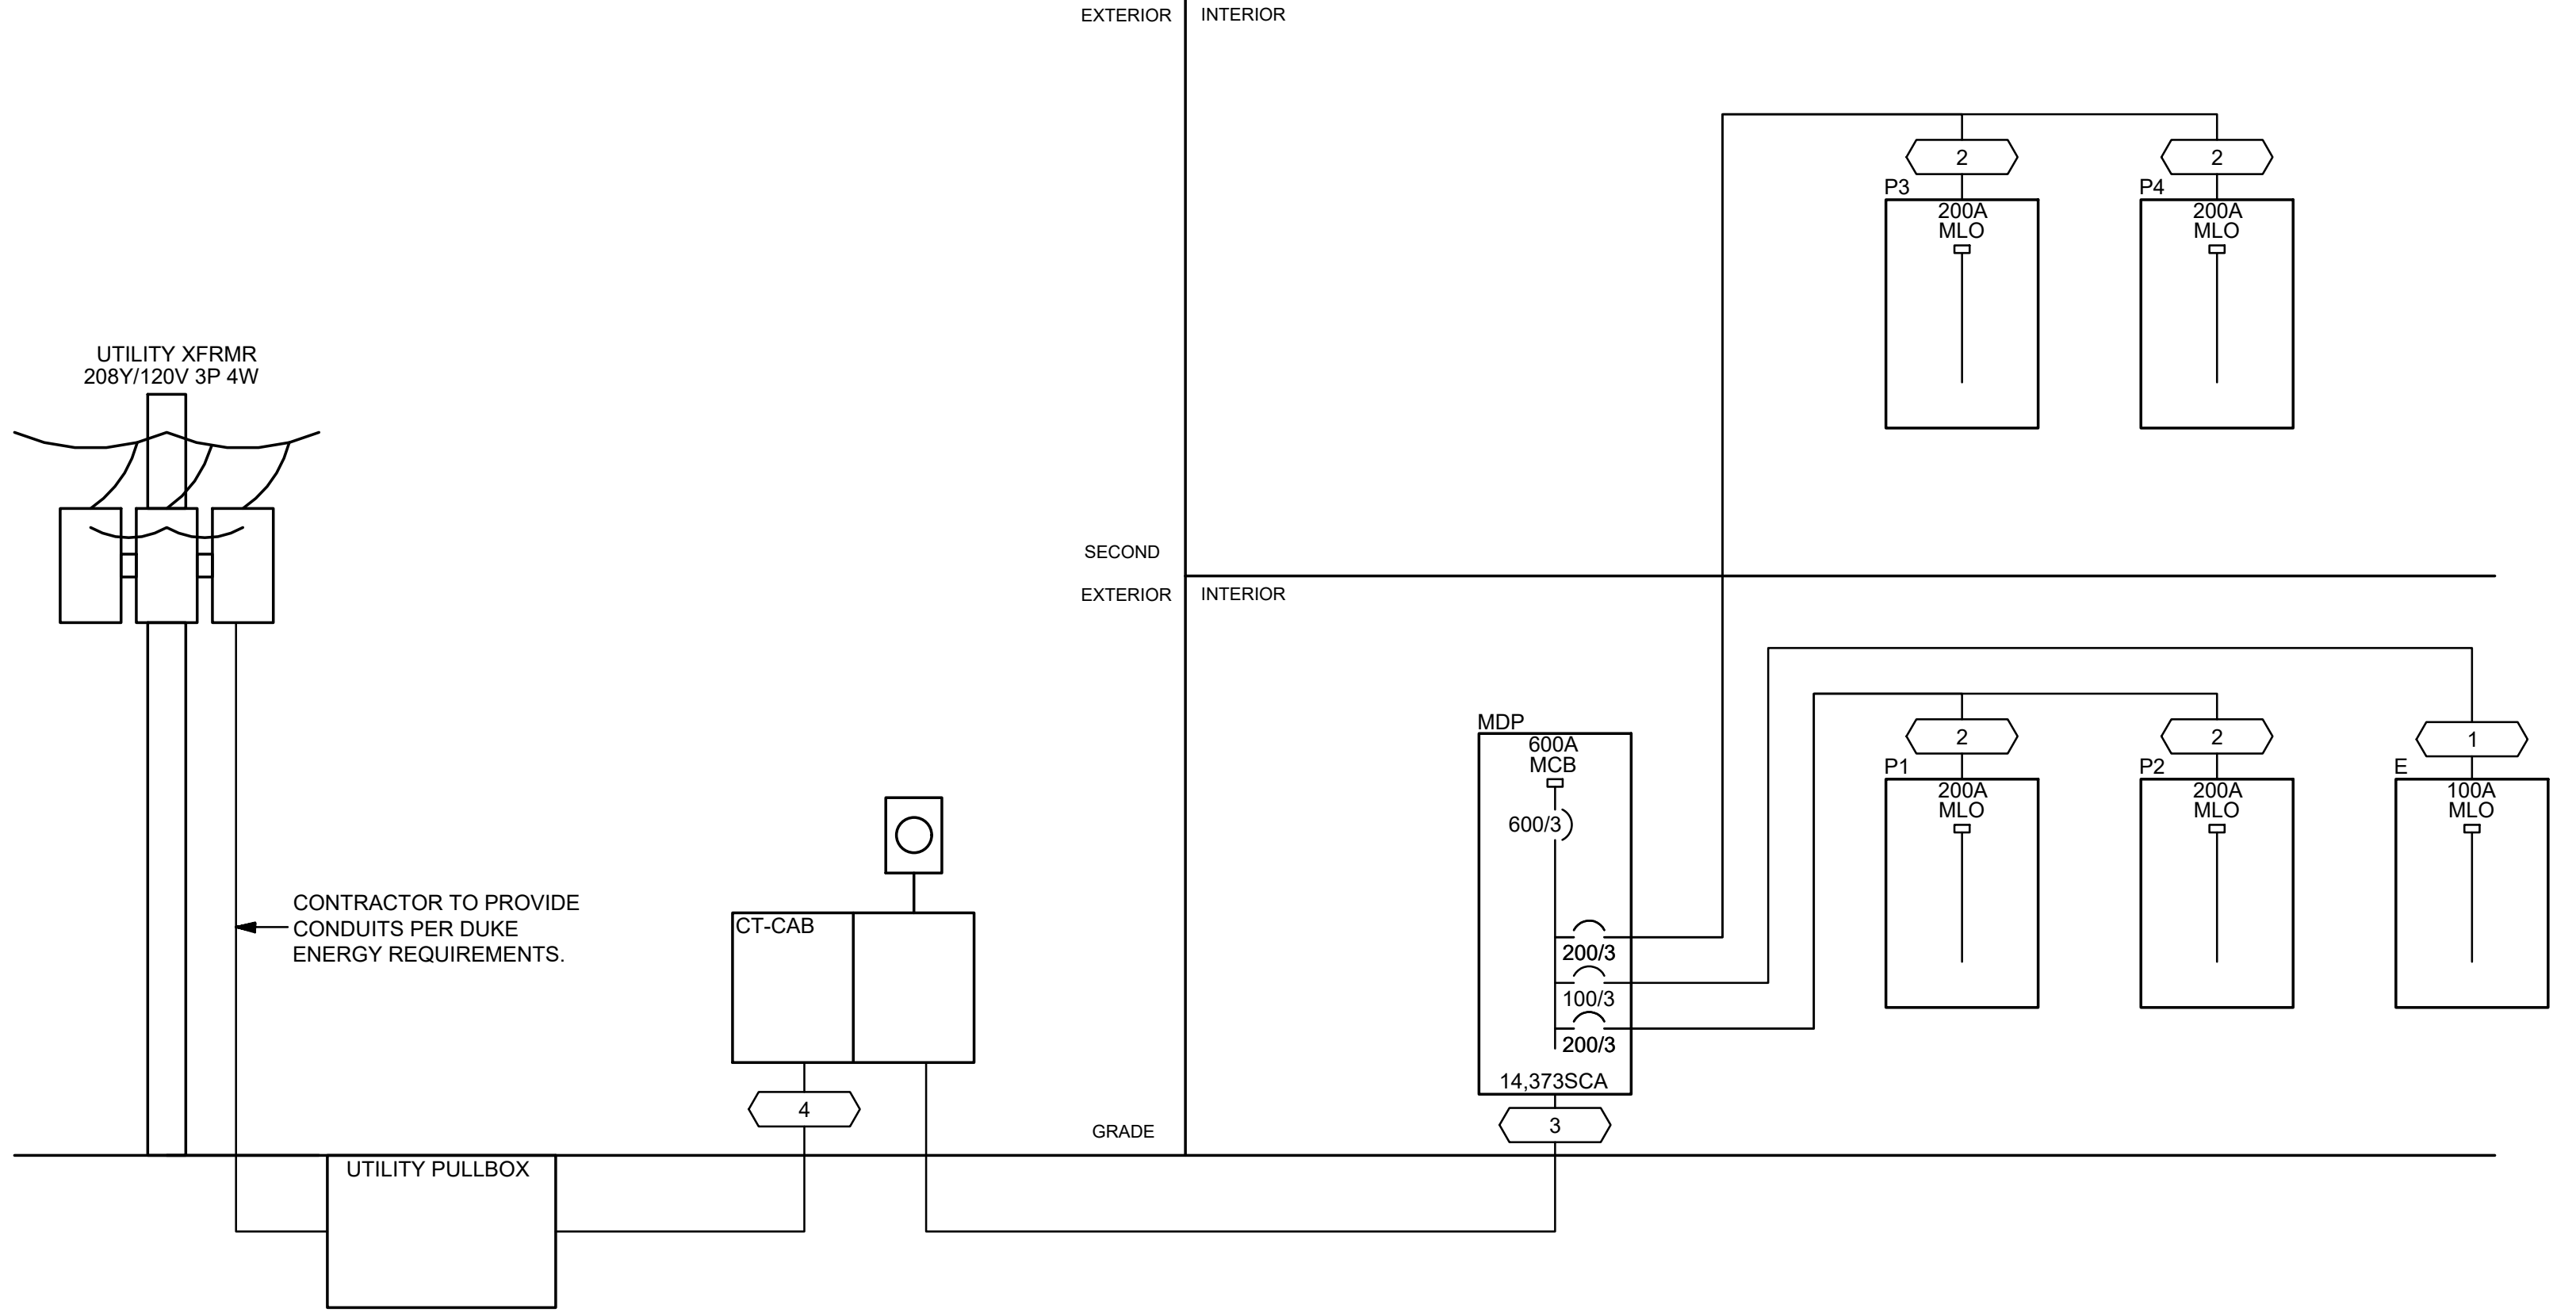 EXTERIOR
INTERIOR
2
2
P3
P4
200A
MLO
200A
MLO
UTILITY XFRMR
208Y/120V 3P 4W
SECOND
EXTERIOR
INTERIOR
MDP
600A
MCB
600/3
200/3
100/3
200/3
14,373SCA
3
2
2
1
P1
P2
E
200A
MLO
200A
MLO
100A
MLO
CONTRACTOR TO PROVIDE
CONDUITS PER DUKE
ENERGY REQUIREMENTS.
CT-CAB
4
GRADE
UTILITY PULLBOX